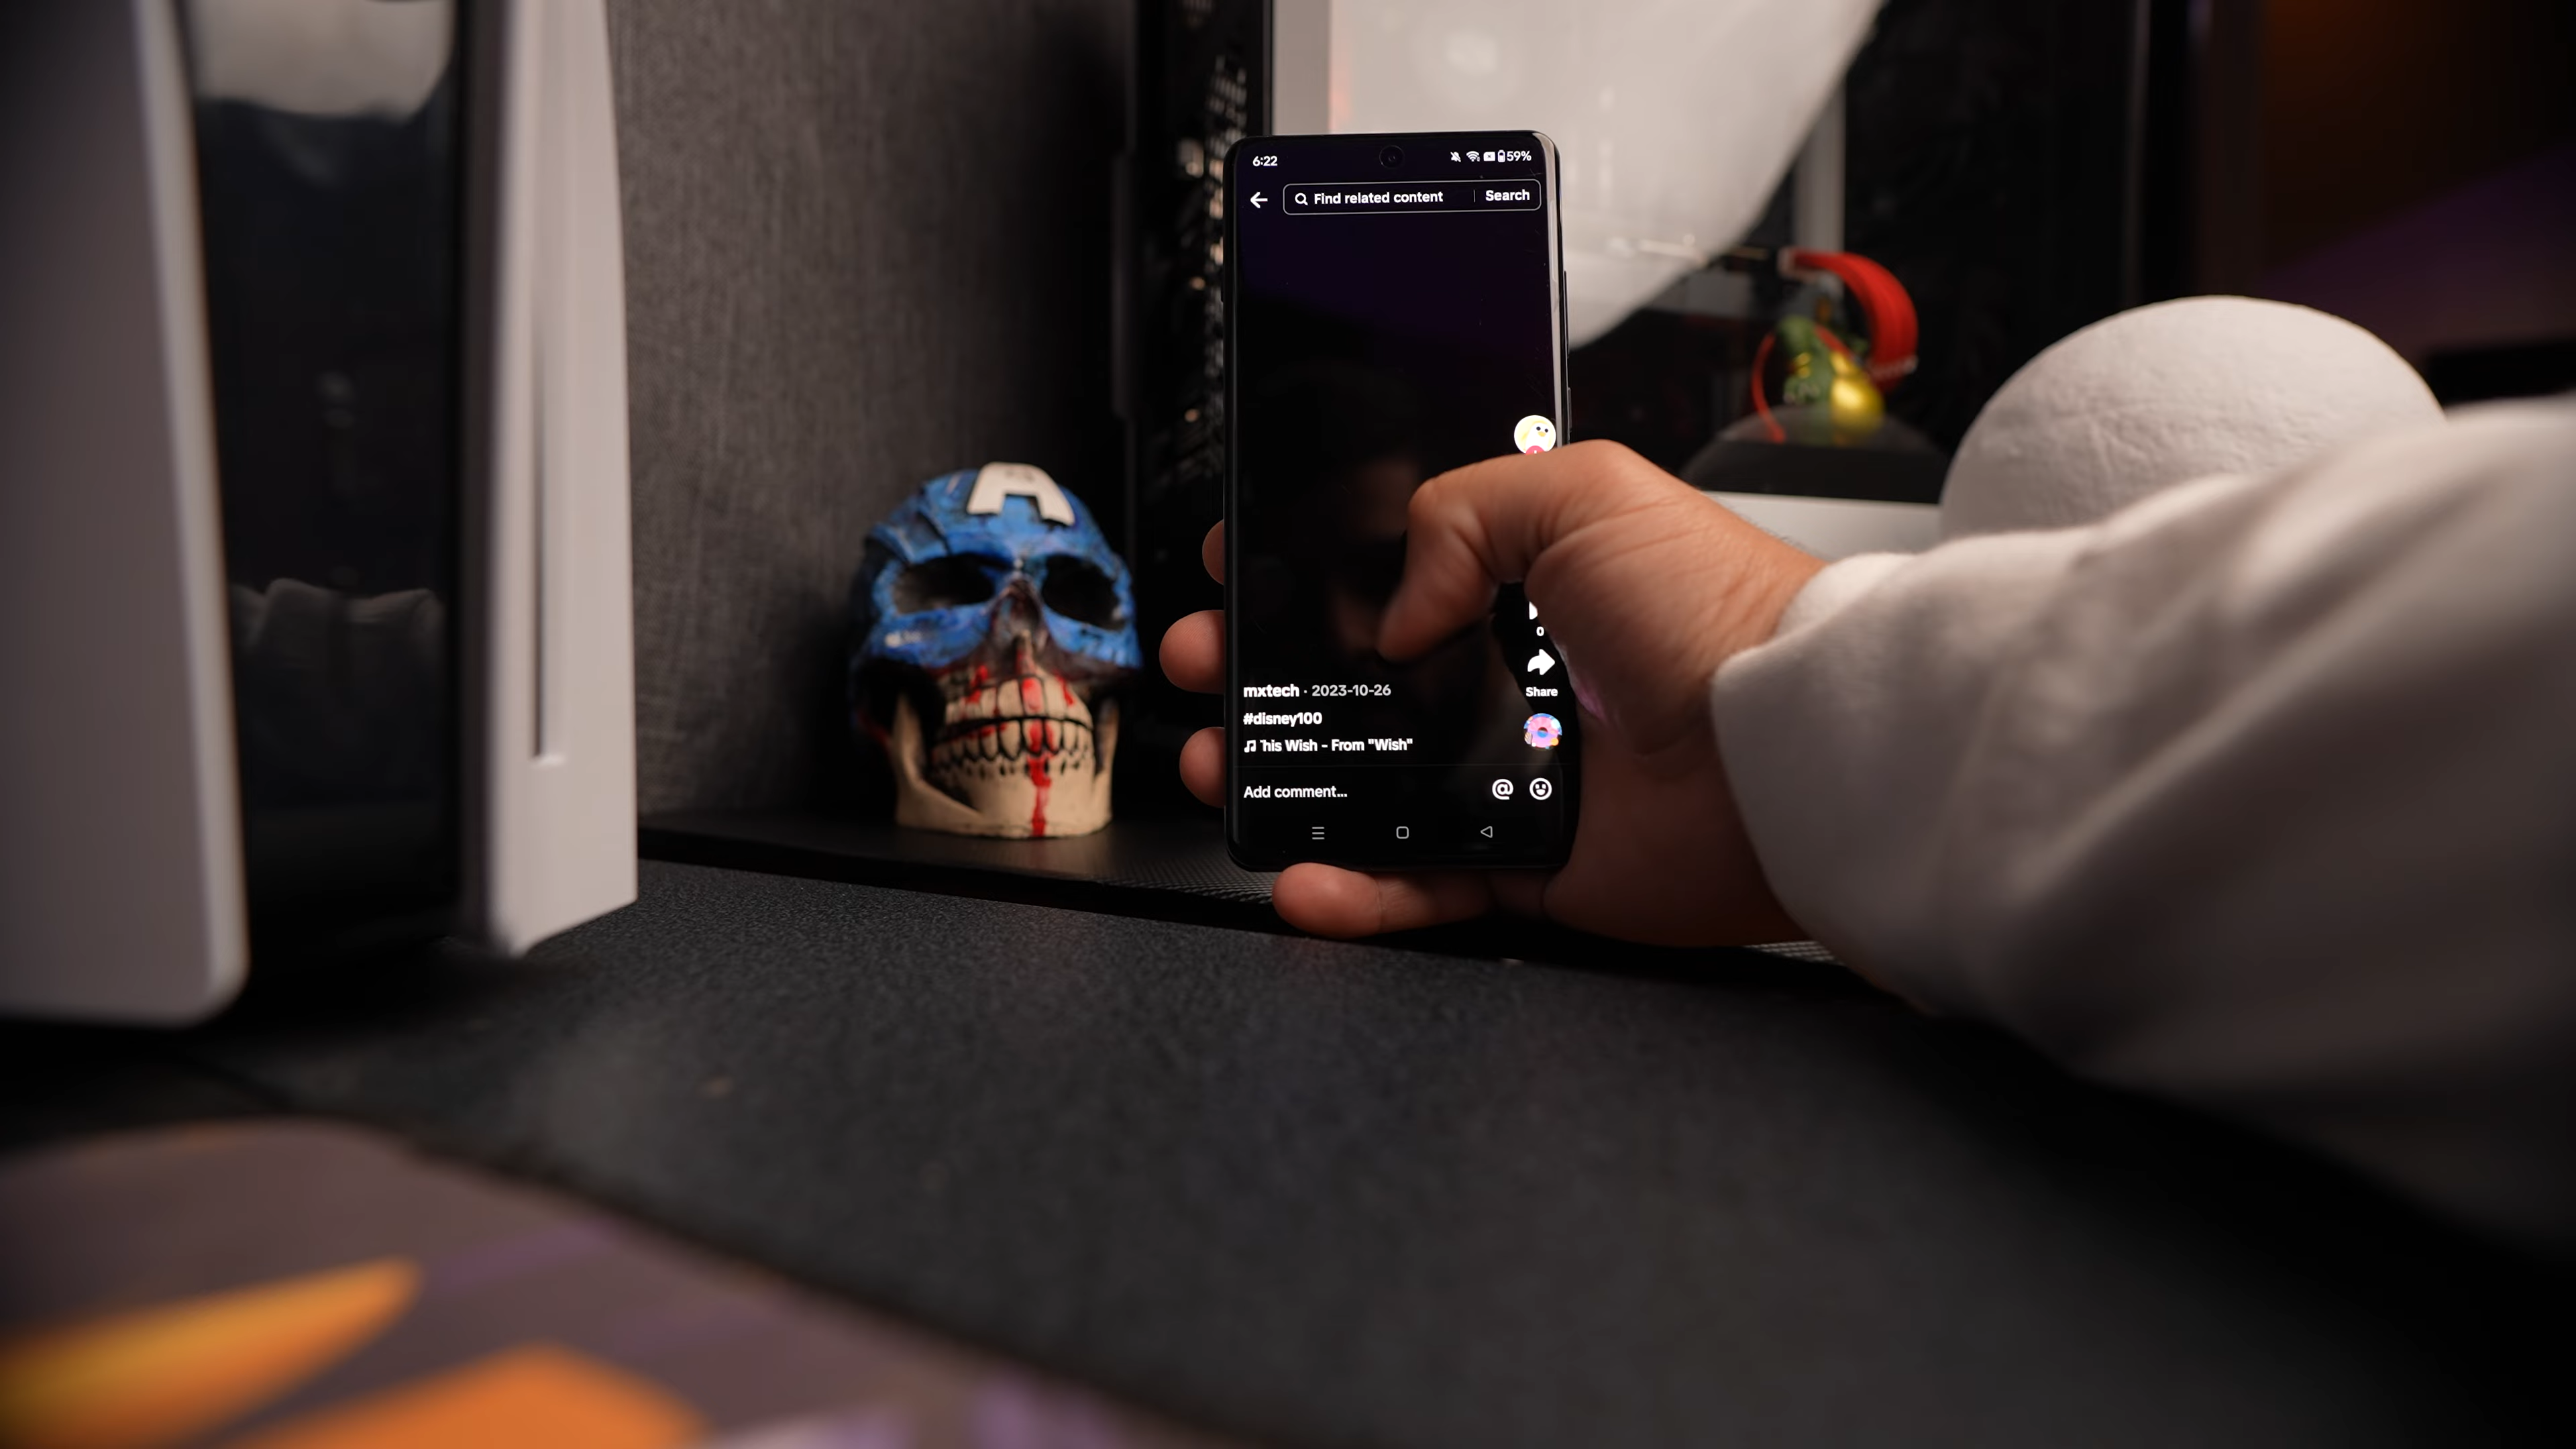 6:22
59%
Find related content
Search
A
0
Share
mxtech · 2023-10-26
#disney100
his Wish - From "Wish"
Add comment...
@